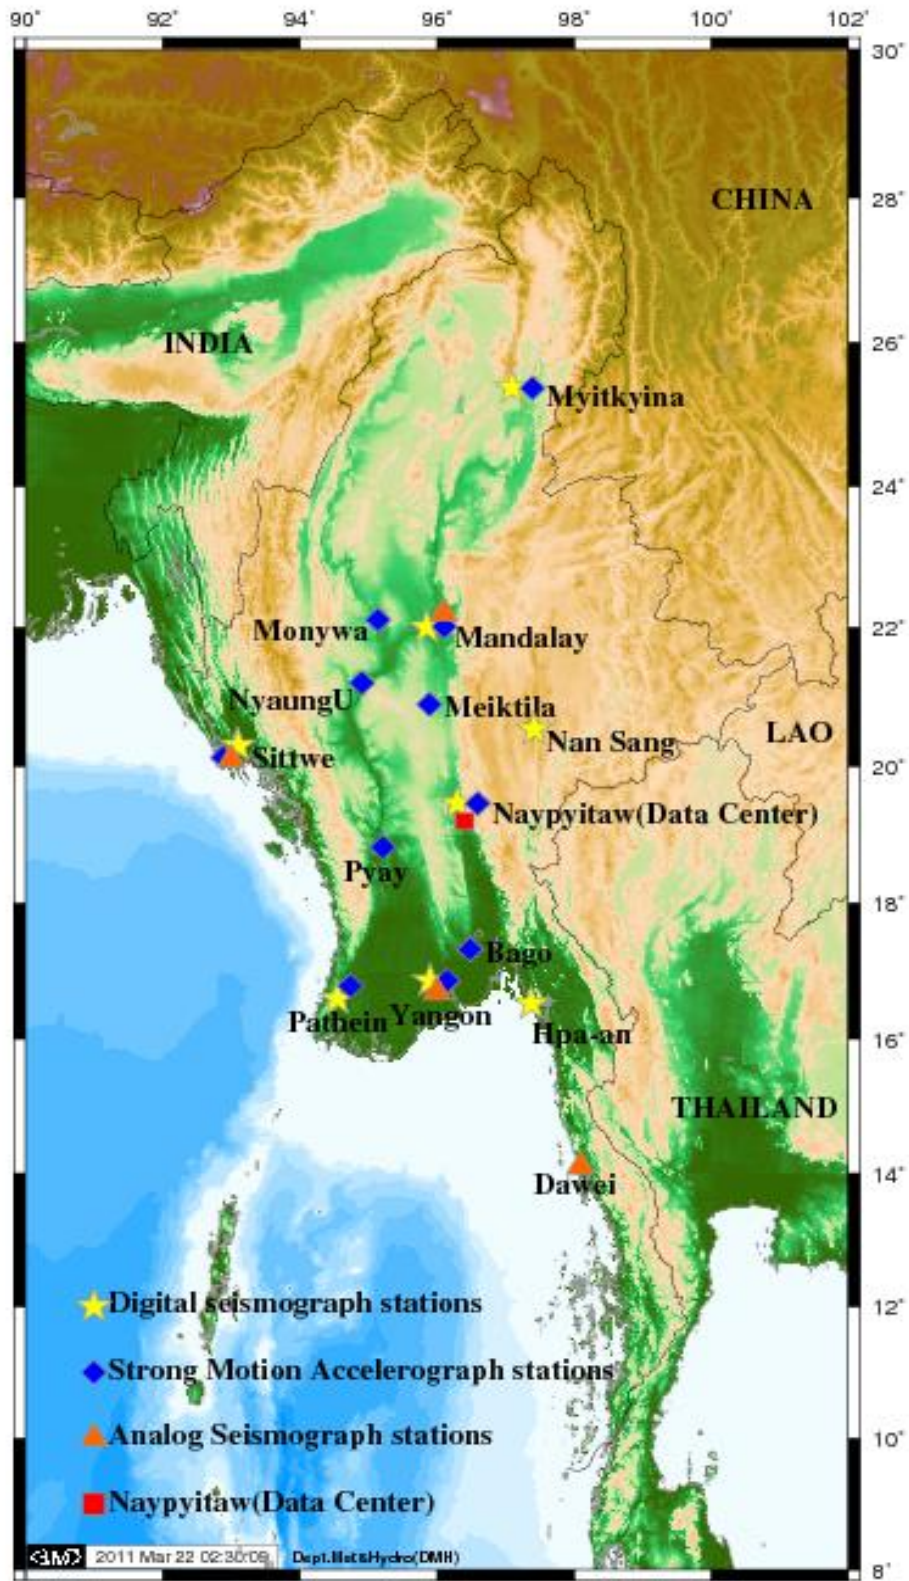 90° 92° 94° 96° 98° 100° 102°
30°
CHINA
28°
INDIA
26°
Myitkyina
24°
Monywa
Mandalay
22°
NyaungU
Meiktila
Nan Sang
LAO
Sittwe
20°
Naypyitaw(Data Center)
Pyay
18°
Bago
Pathein
Yangon
Hpa-an
16°
THAILAND
Dawei
14°
Digital seismograph stations
12°
Strong Motion Accelerograph stations
Analog Seismograph stations
10°
Naypyitaw(Data Center)
GMT 2011 Mar 22 02:30:09 Dept.Met&Hydro(DMH)
8°